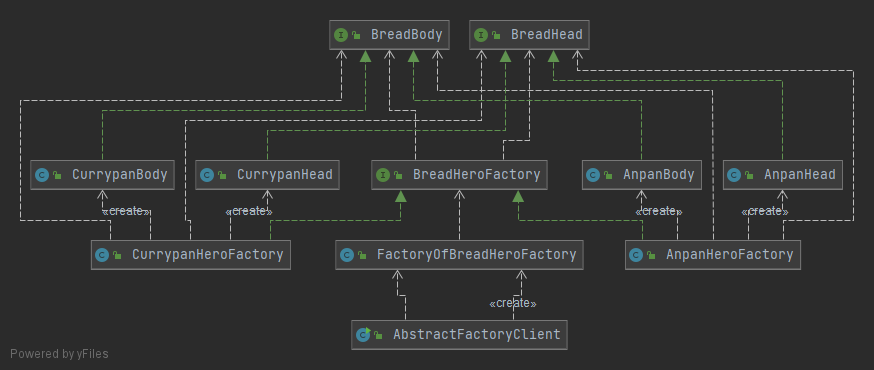 BreadBody BreadHead
CurrypanBody CurrypanHead BreadHeroFactory AnpanBody AnpanHead
«create» «create» «create» «create»
CurrypanHeroFactory FactoryOfBreadHeroFactory AnpanHeroFactory
«create»
AbstractFactoryClient
Powered by yFiles